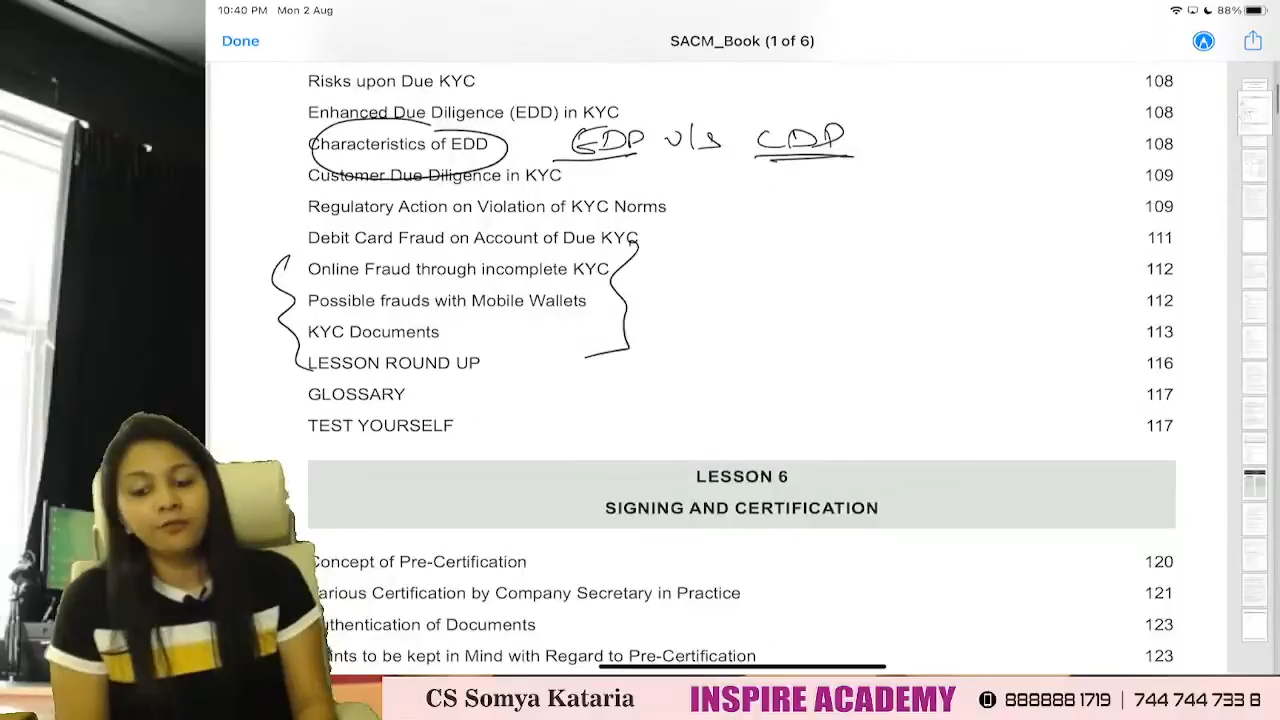 10:40 PM Mon 2 Aug 88%
Done SACM_Book (1 of 6)
Risks upon Due KYC 108
Enhanced Due Diligence (EDD) in KYC 108
Characteristics of EDD EDD v/s CDD 108
Customer Due Diligence in KYC 109
Regulatory Action on Violation of KYC Norms 109
Debit Card Fraud on Account of Due KYC 111
Online Fraud through incomplete KYC 112
Possible frauds with Mobile Wallets 112
KYC Documents 113
LESSON ROUND UP 116
GLOSSARY 117
TEST YOURSELF 117
LESSON 6
SIGNING AND CERTIFICATION
Concept of Pre-Certification 120
Various Certification by Company Secretary in Practice 121
Authentication of Documents 123
Points to be kept in Mind with Regard to Pre-Certification 123
CS Somya Kataria INSPIRE ACADEMY 888888 1719 | 744 744 733 8